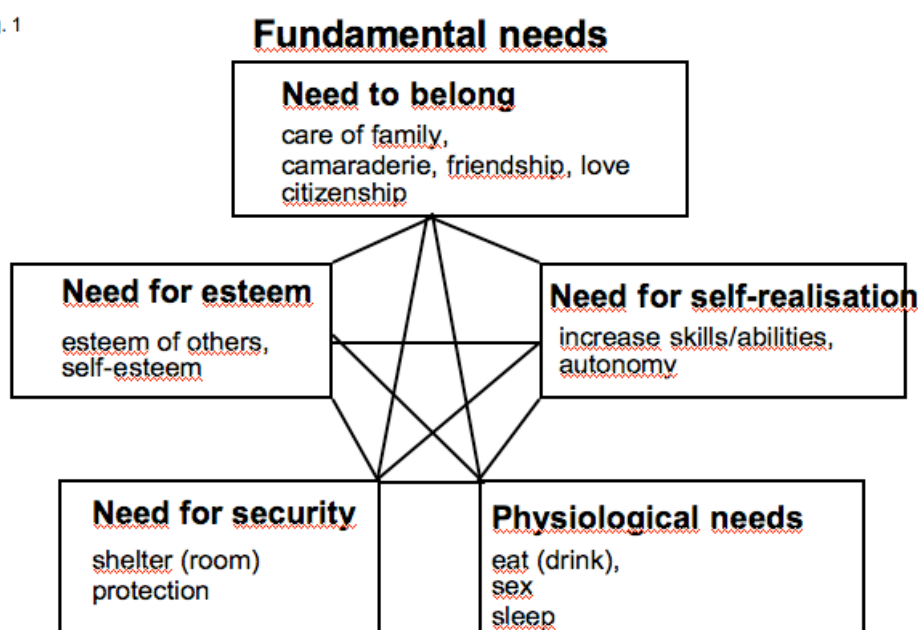 . 1
Fundamental needs
Need to belong
care of family,
camaraderie, friendship, love
citizenship
Need for esteem
esteem of others,
self-esteem
Need for self-realisation
increase skills/abilities,
autonomy
Need for security
shelter (room)
protection
Physiological needs
eat (drink),
sex
sleep